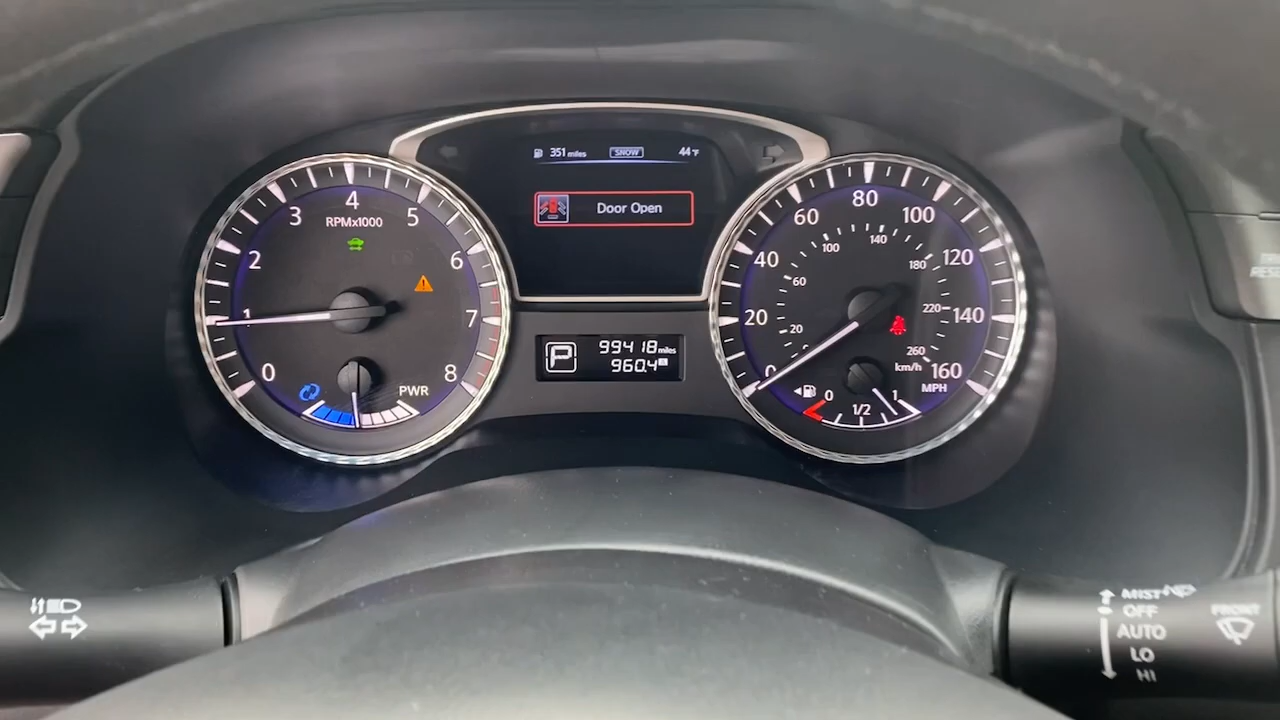 351 miles SNOW 44°F
Door Open
0 1 2 3 4 5 6 7 8
RPMx1000
PWR
P 99418 miles
960.4
0 20 40 60 80 100 120 140 160
MPH
20 60 100 140 180 220 260
km/h
0 1/2 1
MIST
OFF
AUTO
LO
HI
FRONT